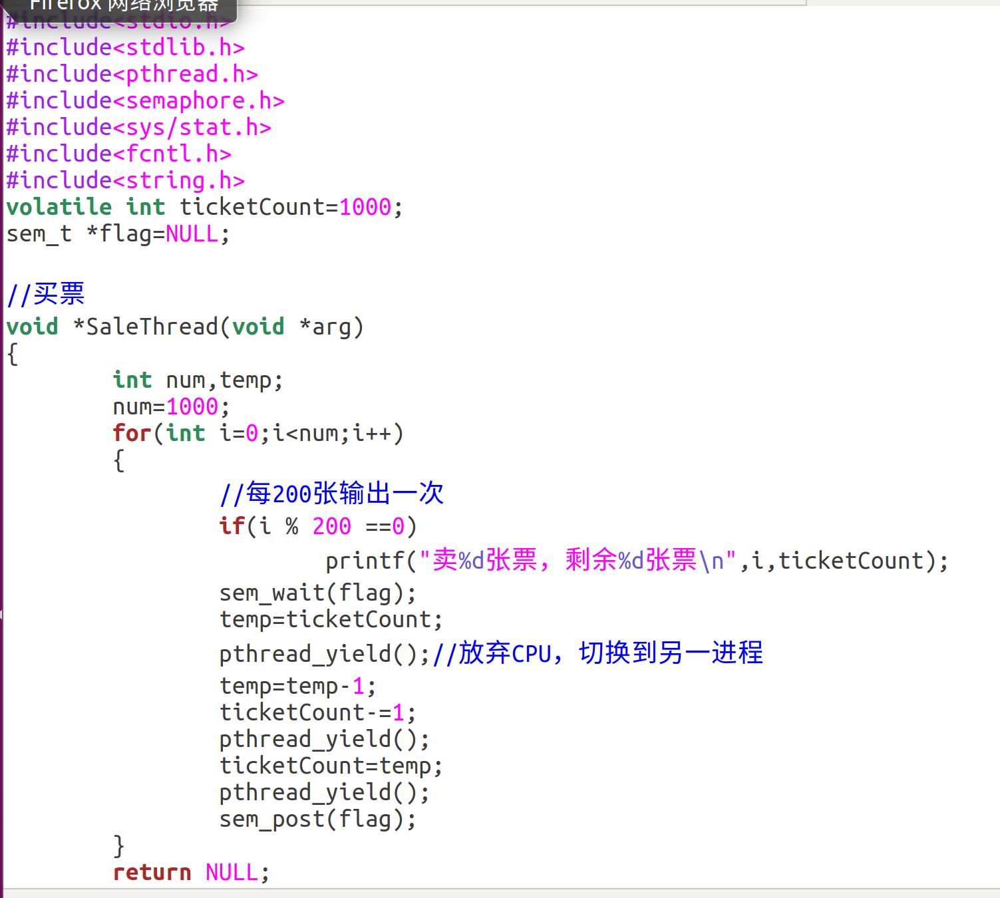 Firefox 网络浏览器
#include<stdio.h>
#include<stdlib.h>
#include<pthread.h>
#include<semaphore.h>
#include<sys/stat.h>
#include<fcntl.h>
#include<string.h>
volatile int ticketCount=1000;
sem_t *flag=NULL;
//买票
void *SaleThread(void *arg)
{
int num,temp;
num=1000;
for(int i=0;i<num;i++)
{
//每200张输出一次
if(i % 200 ==0)
printf("卖%d张票，剩余%d张票\n",i,ticketCount);
sem_wait(flag);
temp=ticketCount;
pthread_yield();//放弃CPU，切换到另一进程
temp=temp-1;
ticketCount-=1;
pthread_yield();
ticketCount=temp;
pthread_yield();
sem_post(flag);
}
return NULL;